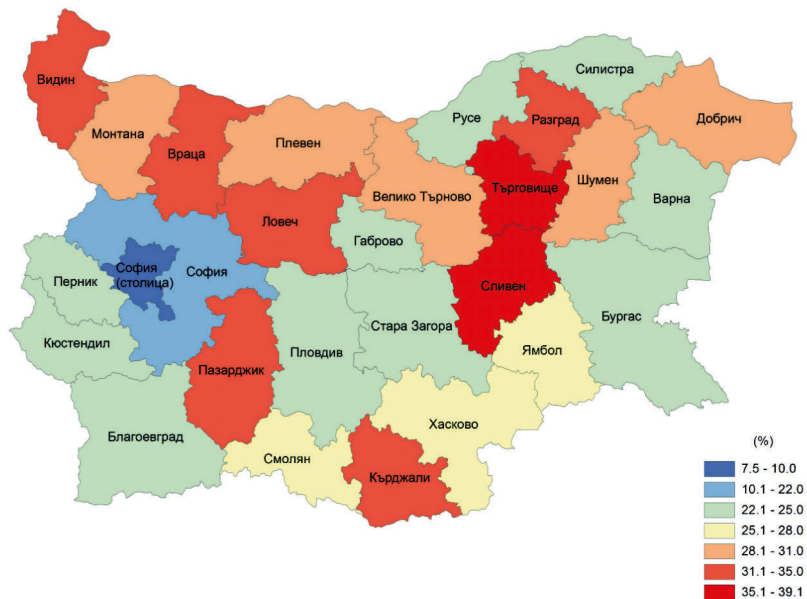 Видин
Монтана
Враца
Плевен
Русе
Силистра
Разград
Добрич
Велико Търново
Търговище
Шумен
Варна
Ловеч
Габрово
София
(столица)
София
Перник
Кюстендил
Пазарджик
Пловдив
Стара Загора
Сливен
Ямбол
Бургас
Благоевград
Смолян
Хасково
Кърджали
(%)
7.5 - 10.0
10.1 - 22.0
22.1 - 25.0
25.1 - 28.0
28.1 - 31.0
31.1 - 35.0
35.1 - 39.1